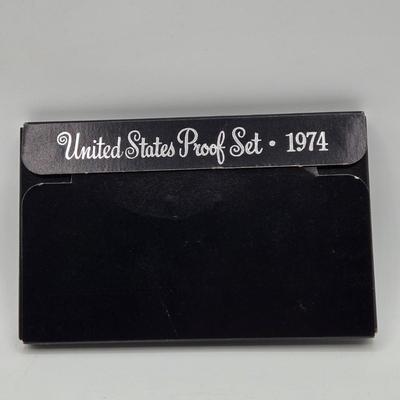 United States Proof Set • 1974